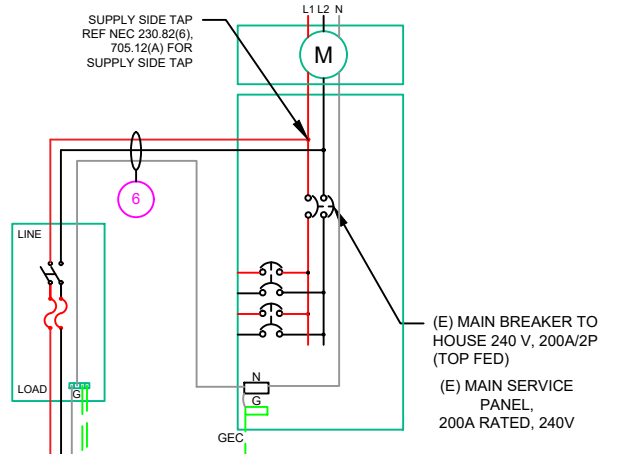 L1 L2 N
SUPPLY SIDE TAP
REF NEC 230.82(6),
705.12(A) FOR
SUPPLY SIDE TAP
M
6
LINE
LOAD
G
(E) MAIN BREAKER TO
HOUSE 240 V, 200A/2P
(TOP FED)
(E) MAIN SERVICE
PANEL,
200A RATED, 240V
N
G
GEC